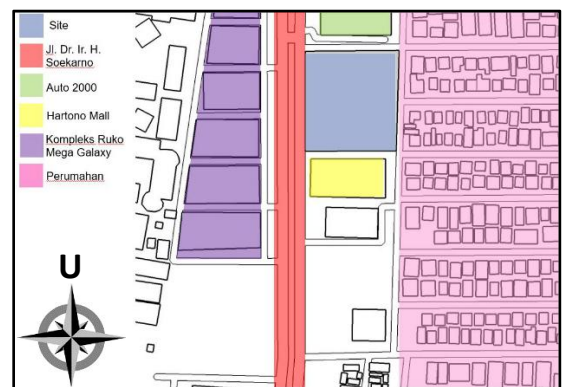 Site
Jl. Dr. Ir. H.
Soekarno
Auto 2000
Hartono Mall
Kompleks Ruko
Mega Galaxy
Perumahan
U